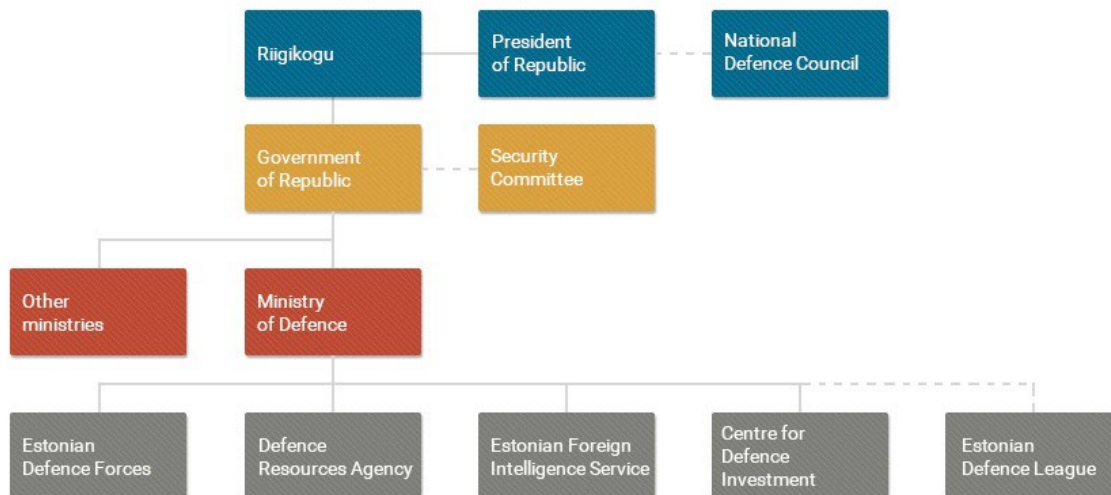 Riigikogu
President
of Republic
National
Defence Council
Government
of Republic
Security
Committee
Other
ministries
Ministry
of Defence
Estonian
Defence Forces
Defence
Resources Agency
Estonian Foreign
Intelligence Service
Centre for
Defence
Investment
Estonian
Defence League